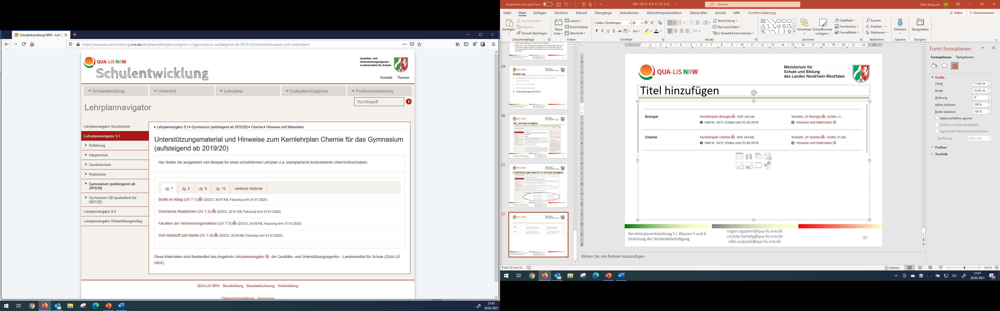 Schulentwicklung NRW - Lehrp
https://www.schulentwicklung.nrw.de/lehrplaene/lehrplannavigator-s-i/gymnasium-aufsteigend-ab-2019-20/chemie/hinweise-und-materialien/
QUA-LiS NRW
Schulentwicklung
Qualitäts- und
UnterstützungsAgentur -
Landesinstitut für Schule
Kontakt Themen
Schulentwicklung Unterricht Lehrpläne Evaluation/Diagnose Professionalisierung
Suchbegriff
Lehrplannavigator
Lehrplannavigator Grundschule
Lehrplannavigator S I
Einführung
Hauptschule
Gesamtschule
Realschule
Gymnasium (aufsteigend ab
2019/20)
Gymnasium G8 (auslaufend bis
2021/22)
Lehrplannavigator S II
Lehrplannavigator Weiterbildungskolleg
Lehrplannavigator S I Gymnasium (aufsteigend ab 2019/20) Chemie Hinweise und Materialien
Unterstützungsmaterial und Hinweise zum Kernlehrplan Chemie für das Gymnasium
(aufsteigend ab 2019/20)
Hier finden Sie ausgehend vom Beispiel für einen schulinternen Lehrplan u.a. exemplarische konkretisierte Unterrichtsvorhaben.
Jg. 7 Jg. 8 Jg. 9 Jg. 10 weiteres Material
Stoffe im Alltag (UV 7.1) (DOCX, 39.67 KB, Fassung vom 31.01.2020)
Chemische Reaktionen (UV 7.2) (DOCX, 32.91 KB, Fassung vom 31.01.2020)
Facetten der Verbrennungsreaktion (UV 7.3) (DOCX, 34.58 KB, Fassung vom 31.01.2020)
Vom Rohstoff zum Metall (UV 7.4) (DOCX, 35.04 KB, Fassung vom 31.01.2020)
Diese Materialien sind Bestandteil des Angebots Lehrplannavigator der Qualitäts- und Unterstützungsagentur - Landesinstitut für Schule (QUA-LiS
NRW).
QUA-LiS NRW Berufsbildung Standardsicherung Weiterbildung
Datenschutzerklärung Impressum
21:47
20.02.2021
Automatisches Speichern
2021-02-01 KLP IF s SF SI A...
Suchen
Silke Walpuski SW
Datei Start Einfügen Zeichnen Entwurf Übergänge Animationen Bildschirmpräsentation Überprüfen Ansicht Hilfe Formformatierung
Teilen Kommentare
Einfügen
Ausschneiden
Kopieren
Format übertragen
Zwischenablage
Neue
Folie
Layout
Zurücksetzen
Abschnitt
Folien
Calibri (Textkörper) 28
F K U S ab AV Aa
Schriftart
Textrichtung
Text ausrichten
In SmartArt konvertieren
Absatz
Anordnen
Schnellformat-
vorlagen
Fülleffekt
Formkontur
Formeffekte
Zeichnen
Suchen
Ersetzen
Markieren
Bearbeiten
Diktieren
Sprache
Designideen
Designer
29
Gliederung
1. Grundlagen und Struktur der Kernlehrpläne
Gymnasium SI
2. Querschnittsthemen
3. Verbändebeteiligung
4. Unterstützungsmaterialien
30
Der Lehrplannavigator
31
Unterstützungsmaterial im Lehrplannavigator
32
QUA-LiS NRW
Ministerium für
Schule und Bildung
des Landes Nordrhein-Westfalen
Titel hinzufügen
Biologie Kernlehrplan Biologie (PDF, 263 KB) Schulint. LP Biologie (WORD, 0 )
Heft Nr. 3413, Erlass vom 23.06.2019 Hinweise und Materialien
Chemie Kernlehrplan Chemie (PDF, 264 KB) Schulint. LP Chemie (WORD, 81 KB)
Heft Nr. 3415, Erlass vom 23.06.2019 Hinweise und Materialien
Kernlehrplanentwicklung S I, Klassen 5 und 6
Einleitung der Verbändebeteiligung
eugen.egyptien@qua-lis.nrw.de
cordula.hartwig@qua-lis.nrw.de
silke.walpuski@qua-lis.nrw.de
32
Klicken Sie, um Notizen hinzuzufügen
Folie 32 von 32
Notizen
104 %
Form formatieren
Formoptionen Textoptionen
Größe
Höhe 11,68 cm
Breite 22,86 cm
Drehung 0°
Höhe skalieren 100 %
Breite skalieren 100 %
Seitenverhältnis sperren
Relativ zur Originalbildgröße
Optimal für Bildschirmpräsentation
Auflösung 640 x 480
Position
Textfeld
21:47
20.02.2021
39